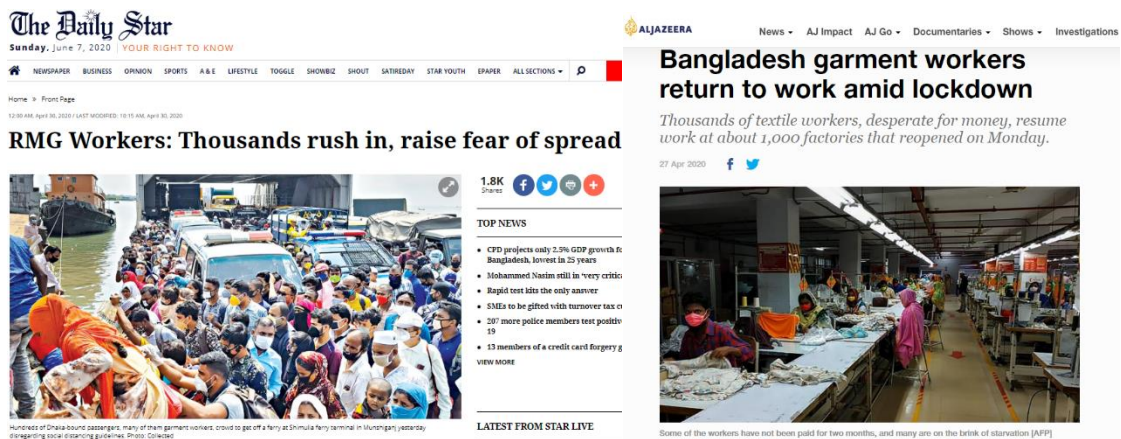 The Daily Star
Sunday, June 7, 2020 YOUR RIGHT TO KNOW
NEWSPAPER BUSINESS OPINION SPORTS A & E LIFESTYLE TOGGLE SHOWBIZ SHOUT SATIREDAY STAR YOUTH EPAPER ALL SECTIONS
Home » Front Page
12:00 AM, April 30, 2020 / LAST MODIFIED: 10:15 AM, April 30, 2020
RMG Workers: Thousands rush in, raise fear of spread
1.8K
Shares
TOP NEWS
CPD projects only 2.5% GDP growth fo
Bangladesh, lowest in 25 years
Mohammed Nasim still in 'very critic
Rapid test kits the only answer
SMEs to be gifted with turnover tax c
207 more police members test positiv
19
13 members of a credit card forgery g
VIEW MORE
LATEST FROM STAR LIVE
Hundreds of Dhaka-bound passengers, many of them garment workers, crowd to get off a ferry at Shimulia ferry terminal in Munshiganj yesterday
disregarding social distancing guidelines. Photo: Collected
ALJAZEERA
News AJ Impact AJ Go Documentaries Shows Investigations
Bangladesh garment workers
return to work amid lockdown
Thousands of textile workers, desperate for money, resume
work at about 1,000 factories that reopened on Monday.
27 Apr 2020
Some of the workers have not been paid for two months, and many are on the brink of starvation [AFP]